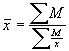 x̄ = ∑M / ∑(M/x)